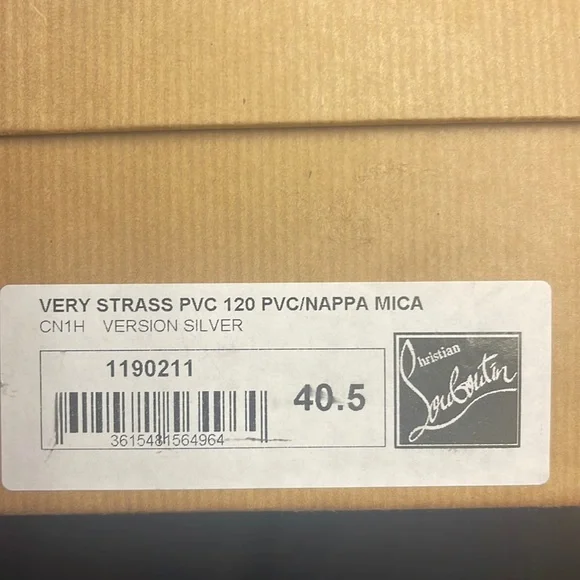 VERY STRASS PVC 120 PVC/NAPPA MICA
CN1H VERSION SILVER
1190211
3615481564964
40.5
Christian
Louboutin